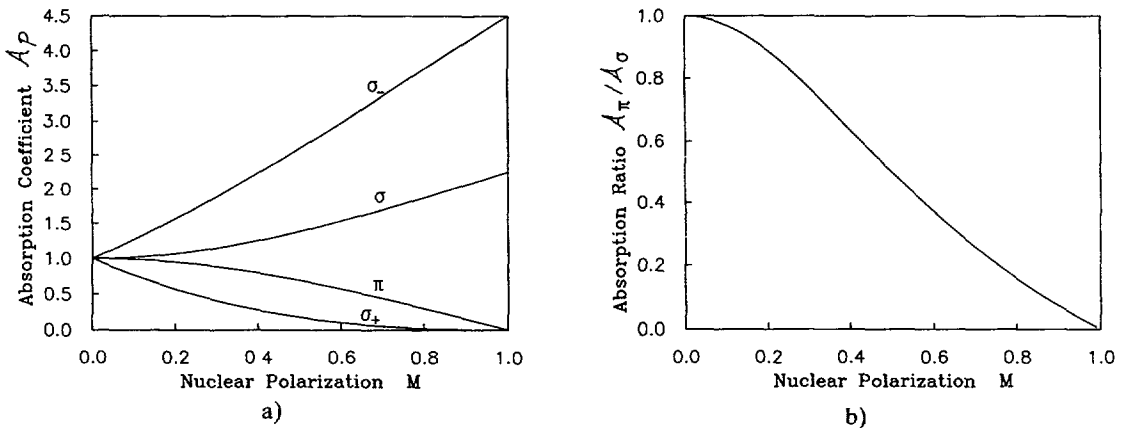 Absorption Coefficient 𝒜p
4.5
4.0
3.5
3.0
2.5
2 0
1.5
1.0
0.5
0.0
σ₋
σ
π
σ₊
0.0 0.2 0.4 0.6 0.8 1.0
Nuclear Polarization M
a)
Absorption Ratio 𝒜π/𝒜σ
1.0
0.8
0.6
0.4
0.2
0.0
0.0 0.2 0.4 0.6 0.8 1.0
Nuclear Polarization M
b)